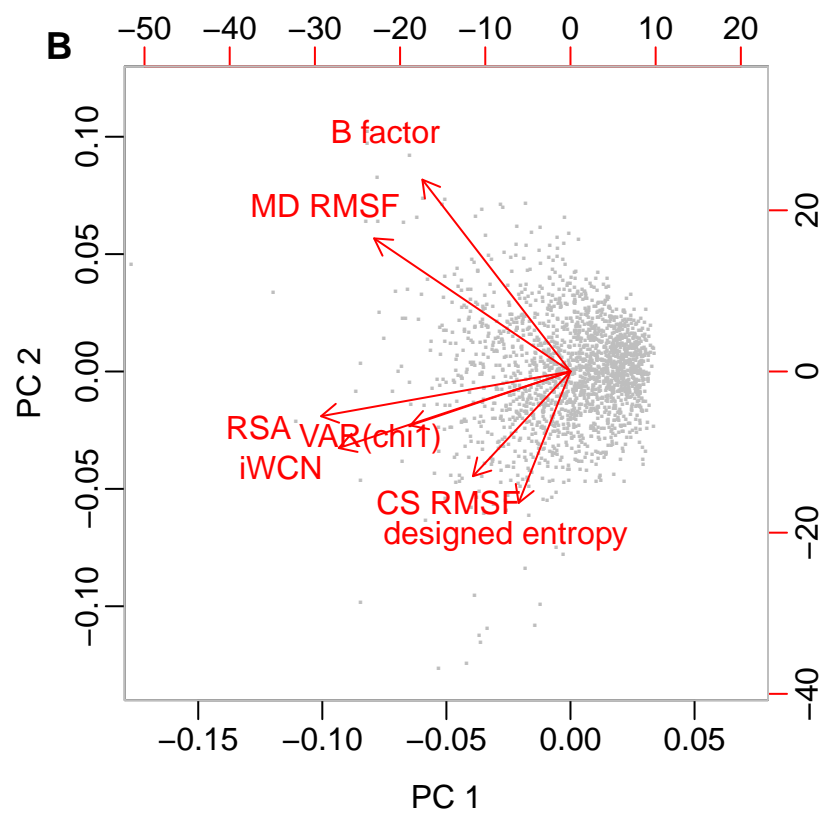 B
−50 −40 −30 −20 −10 0 10 20
B factor
MD RMSF
RSA VAR(chi1)
iWCN
CS RMSF
designed entropy
0.10
0.05
0.00
−0.05
−0.10
PC 2
20
0
−20
−40
−0.15 −0.10 −0.05 0.00 0.05
PC 1